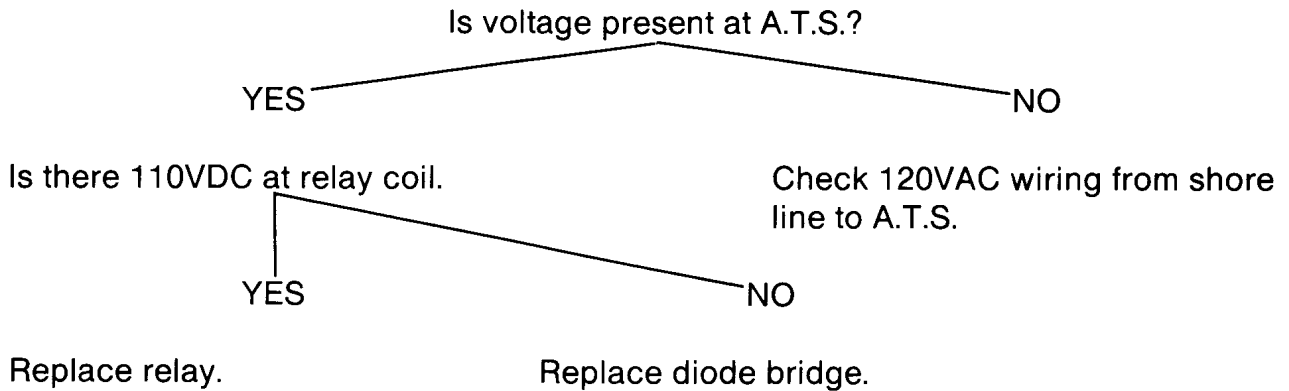 Is voltage present at A.T.S.?
YES
NO
Is there 110VDC at relay coil.
Check 120VAC wiring from shore
line to A.T.S.
YES
NO
Replace relay.
Replace diode bridge.